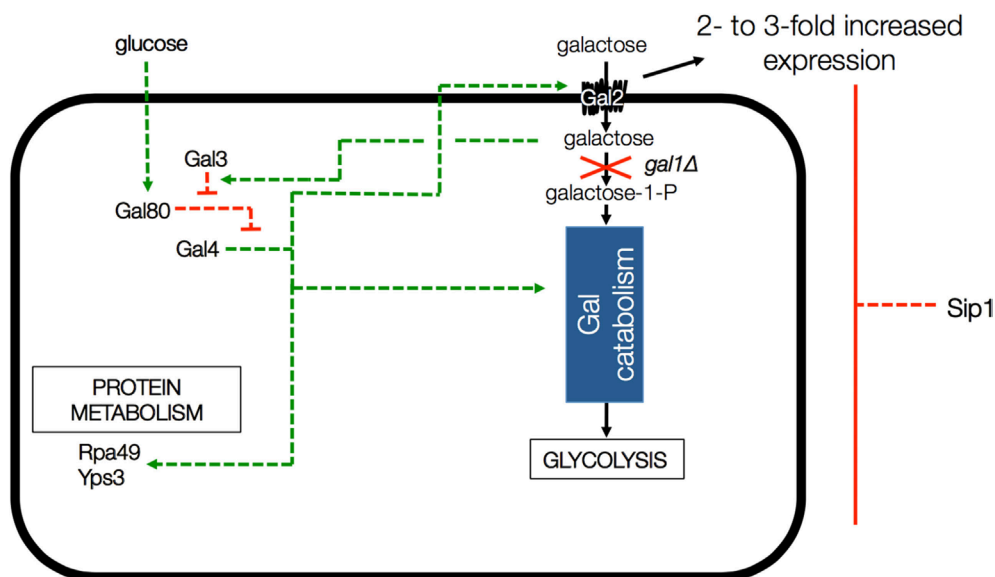 glucose
galactose
2- to 3-fold increased
expression
Gal2
galactose
Gal3
gal1Δ
galactose-1-P
Gal80
Gal4
Gal
catabolism
Sip1
PROTEIN
METABOLISM
Rpa49
Yps3
GLYCOLYSIS